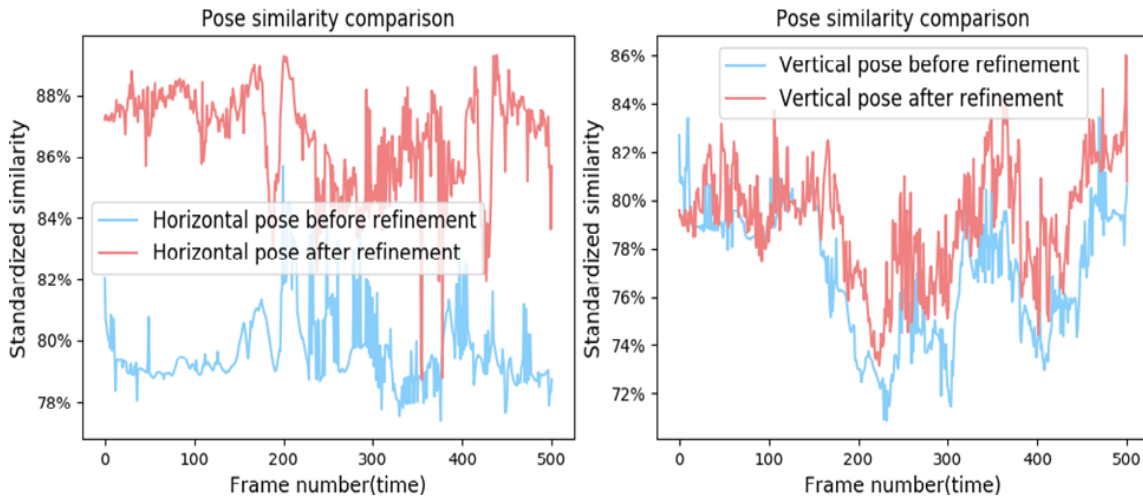 Pose similarity comparison
Standardized similarity
88%
86%
84%
82%
80%
78%
Horizontal pose before refinement
Horizontal pose after refinement
0 100 200 300 400 500
Frame number(time)
Pose similarity comparison
Standardized similarity
86%
84%
82%
80%
78%
76%
74%
72%
Vertical pose before refinement
Vertical pose after refinement
0 100 200 300 400 500
Frame number(time)